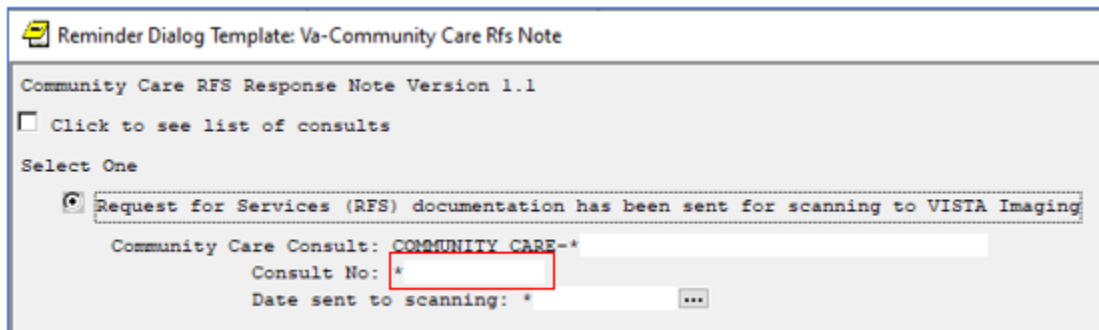 Reminder Dialog Template: Va-Community Care Rfs Note
Community Care RFS Response Note Version 1.1
Click to see list of consults
Select One
Request for Services (RFS) documentation has been sent for scanning to VISTA Imaging
Community Care Consult: COMMUNITY CARE-*
Consult No: *
Date sent to scanning: * ...